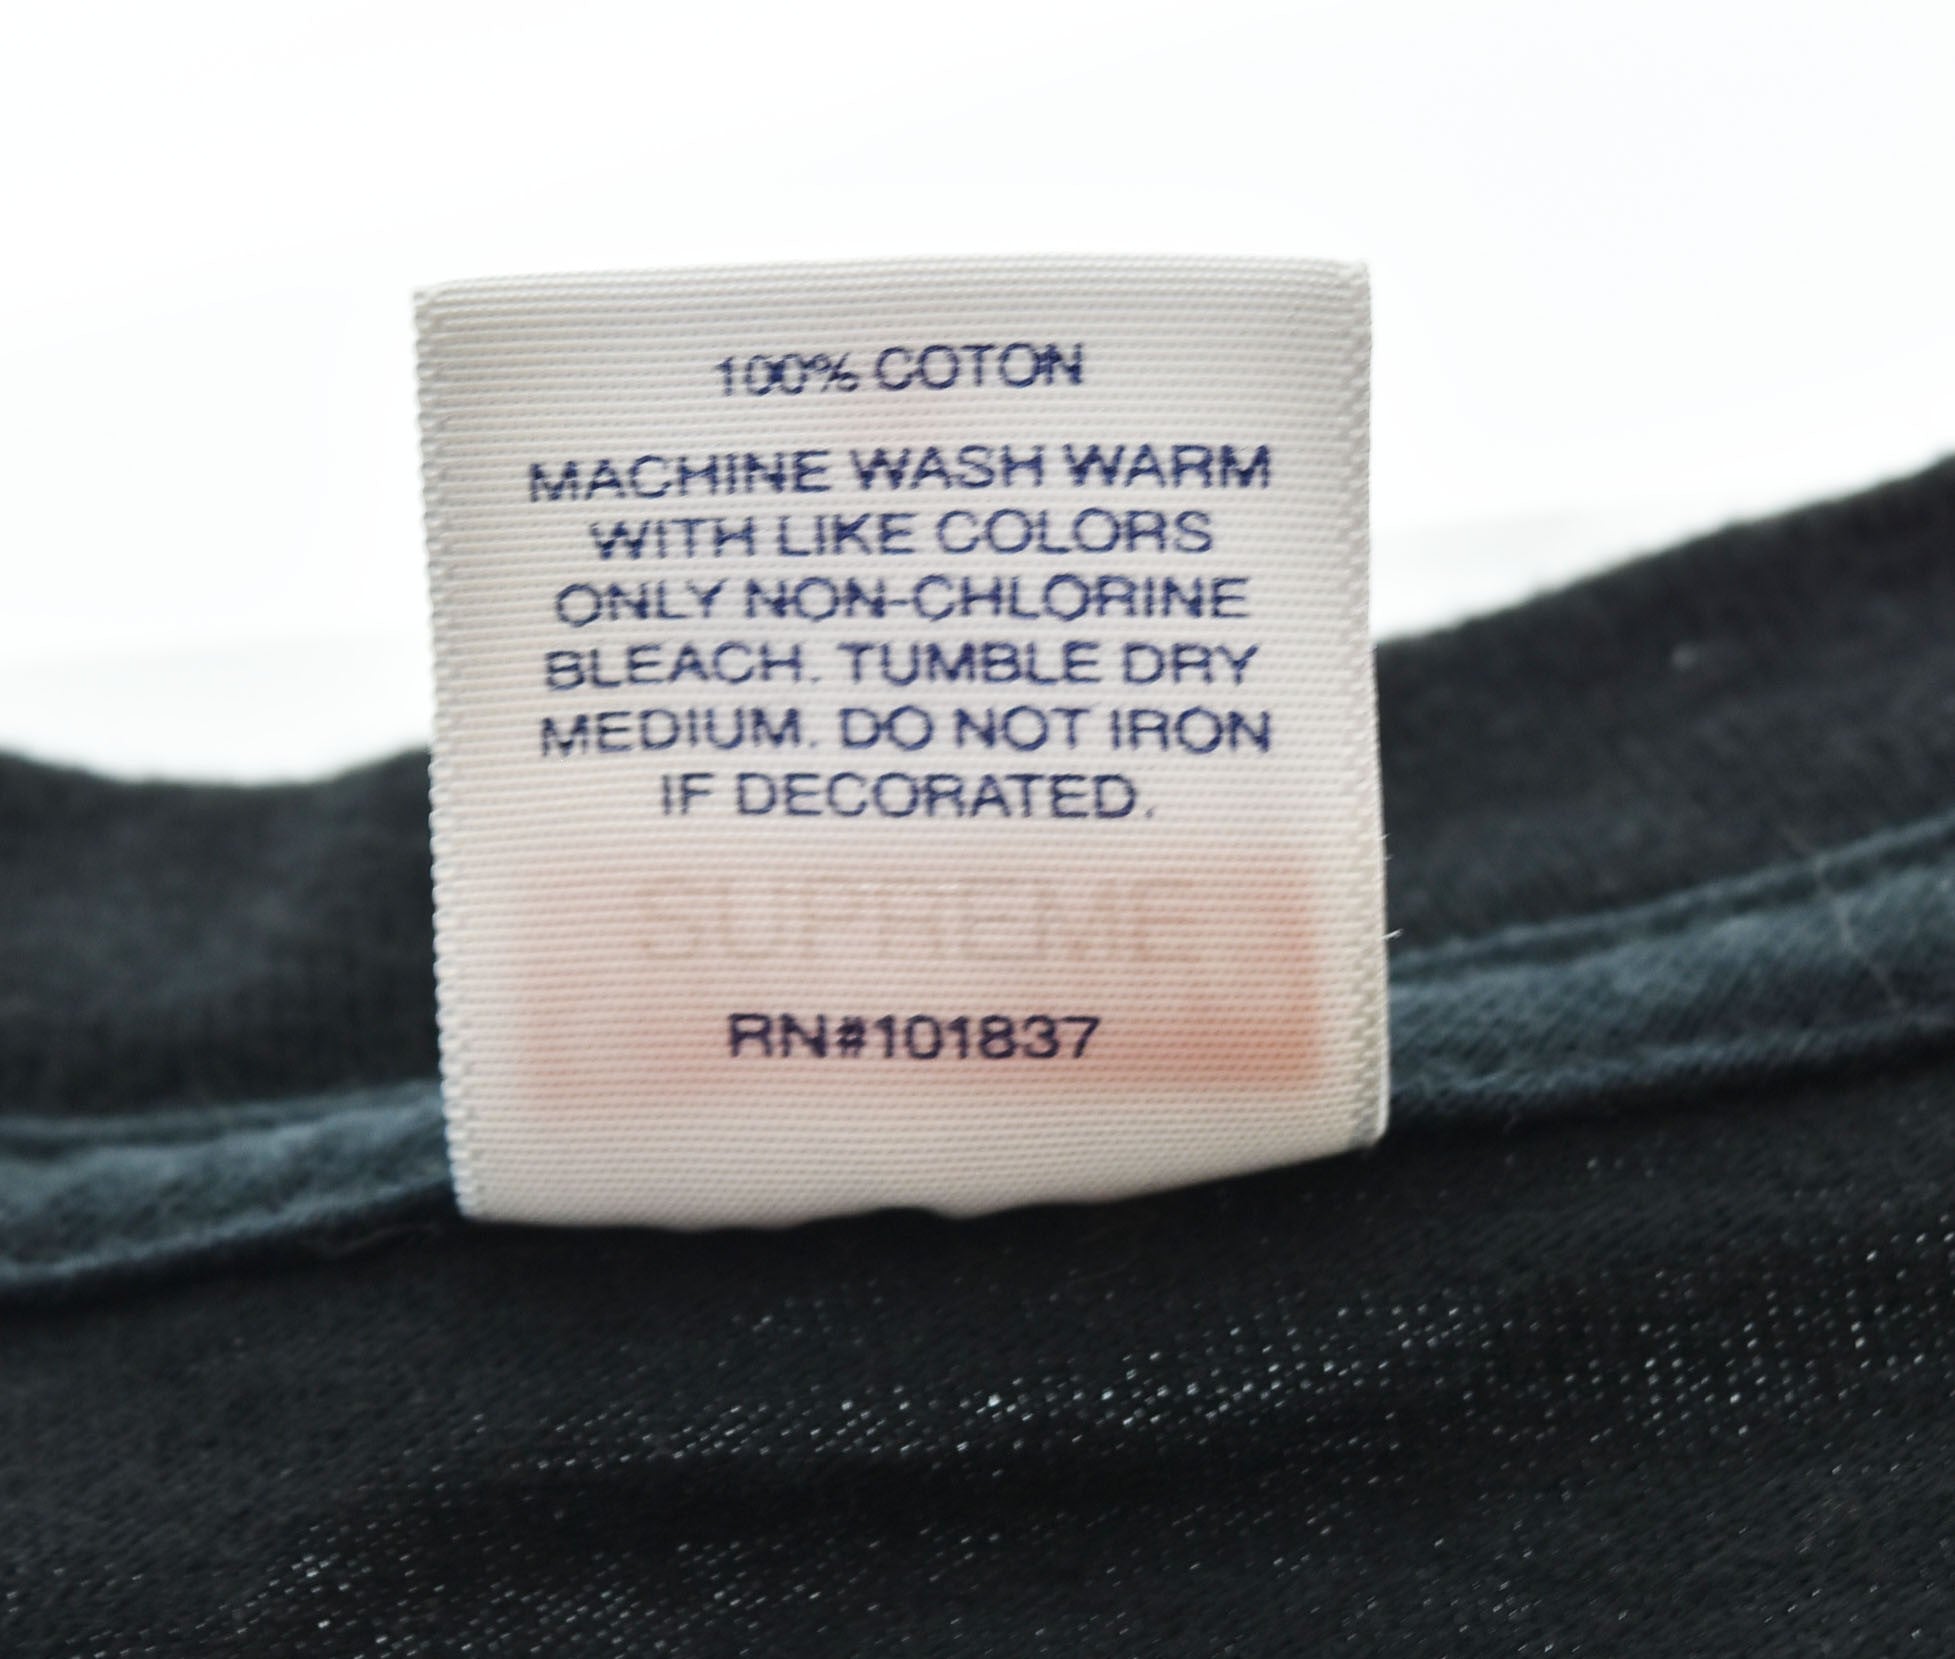 100% COTON
MACHINE WASH WARM
WITH LIKE COLORS
ONLY NON-CHLORINE
BLEACH. TUMBLE DRY
MEDIUM. DO NOT IRON
IF DECORATED.
SUPREME
RN#101837